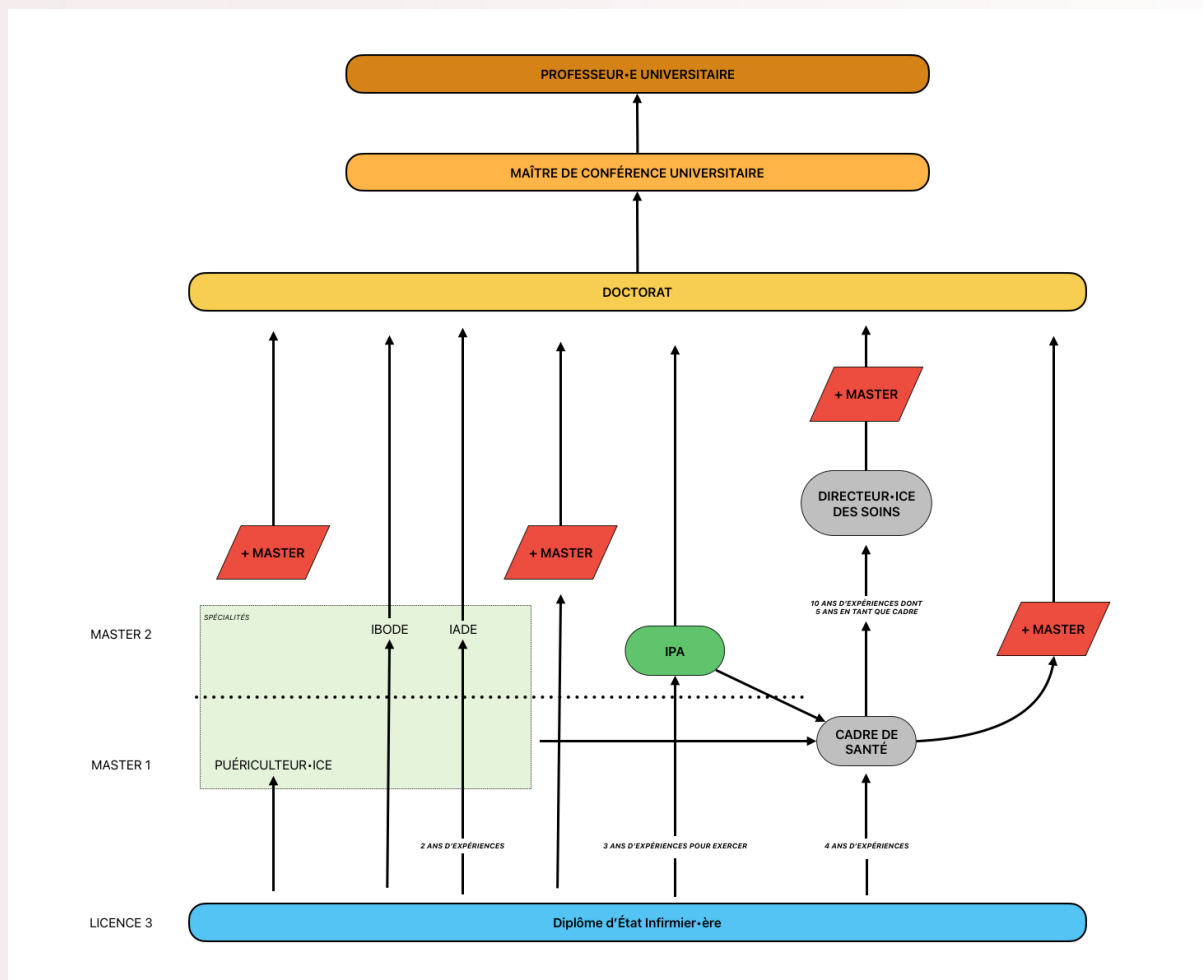 PROFESSEUR•E UNIVERSITAIRE
MAÎTRE DE CONFÉRENCE UNIVERSITAIRE
DOCTORAT
+ MASTER
DIRECTEUR•ICE
DES SOINS
+ MASTER
+ MASTER
10 ANS D'EXPÉRIENCES DONT
5 ANS EN TANT QUE CADRE
SPÉCIALITÉS
MASTER 2
IBODE
IADE
IPA
+ MASTER
CADRE DE
SANTÉ
MASTER 1
PUÉRICULTEUR•ICE
2 ANS D'EXPÉRIENCES
3 ANS D'EXPÉRIENCES POUR EXERCER
4 ANS D'EXPÉRIENCES
LICENCE 3
Diplôme d'État Infirmier•ère